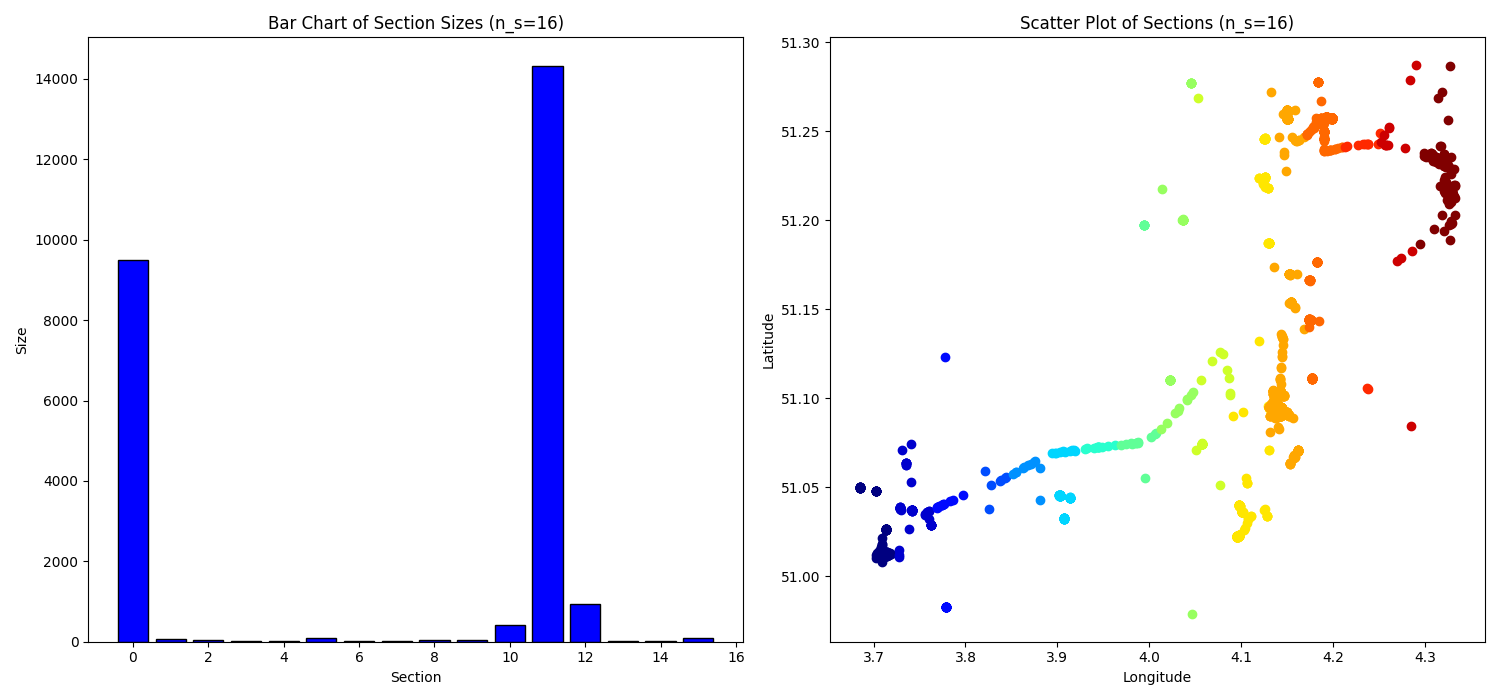 Bar Chart of Section Sizes (n_s=16)
14000
12000
10000
8000
6000
4000
2000
0
Size
0 2 4 6 8 10 12 14 16
Section
Scatter Plot of Sections (n_s=16)
51.30
51.25
51.20
51.15
51.10
51.05
51.00
Latitude
3.7 3.8 3.9 4.0 4.1 4.2 4.3
Longitude